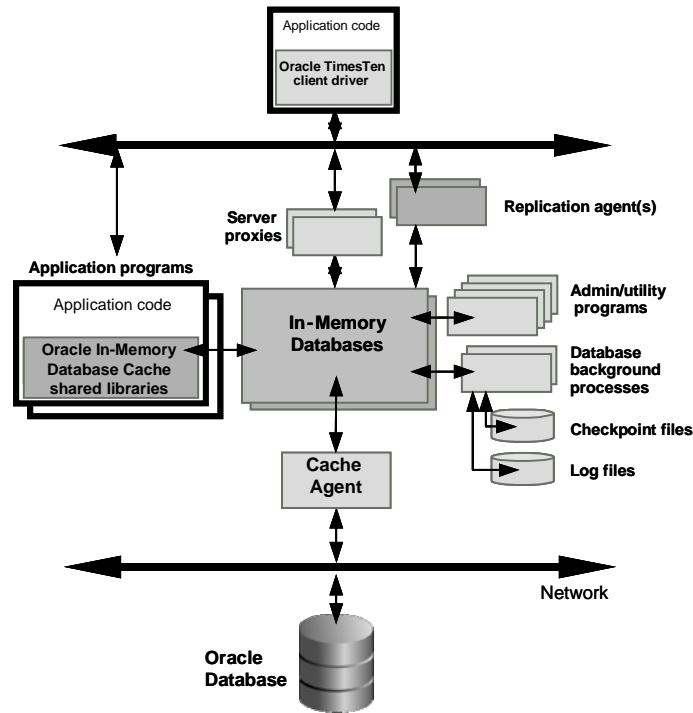 Application code
Oracle TimesTen
client driver
Server
proxies
Replication agent(s)
Application programs
Application code
Oracle In-Memory
Database Cache
shared libraries
In-Memory
Databases
Admin/utility
programs
Database
background
processes
Checkpoint files
Log files
Cache
Agent
Network
Oracle
Database